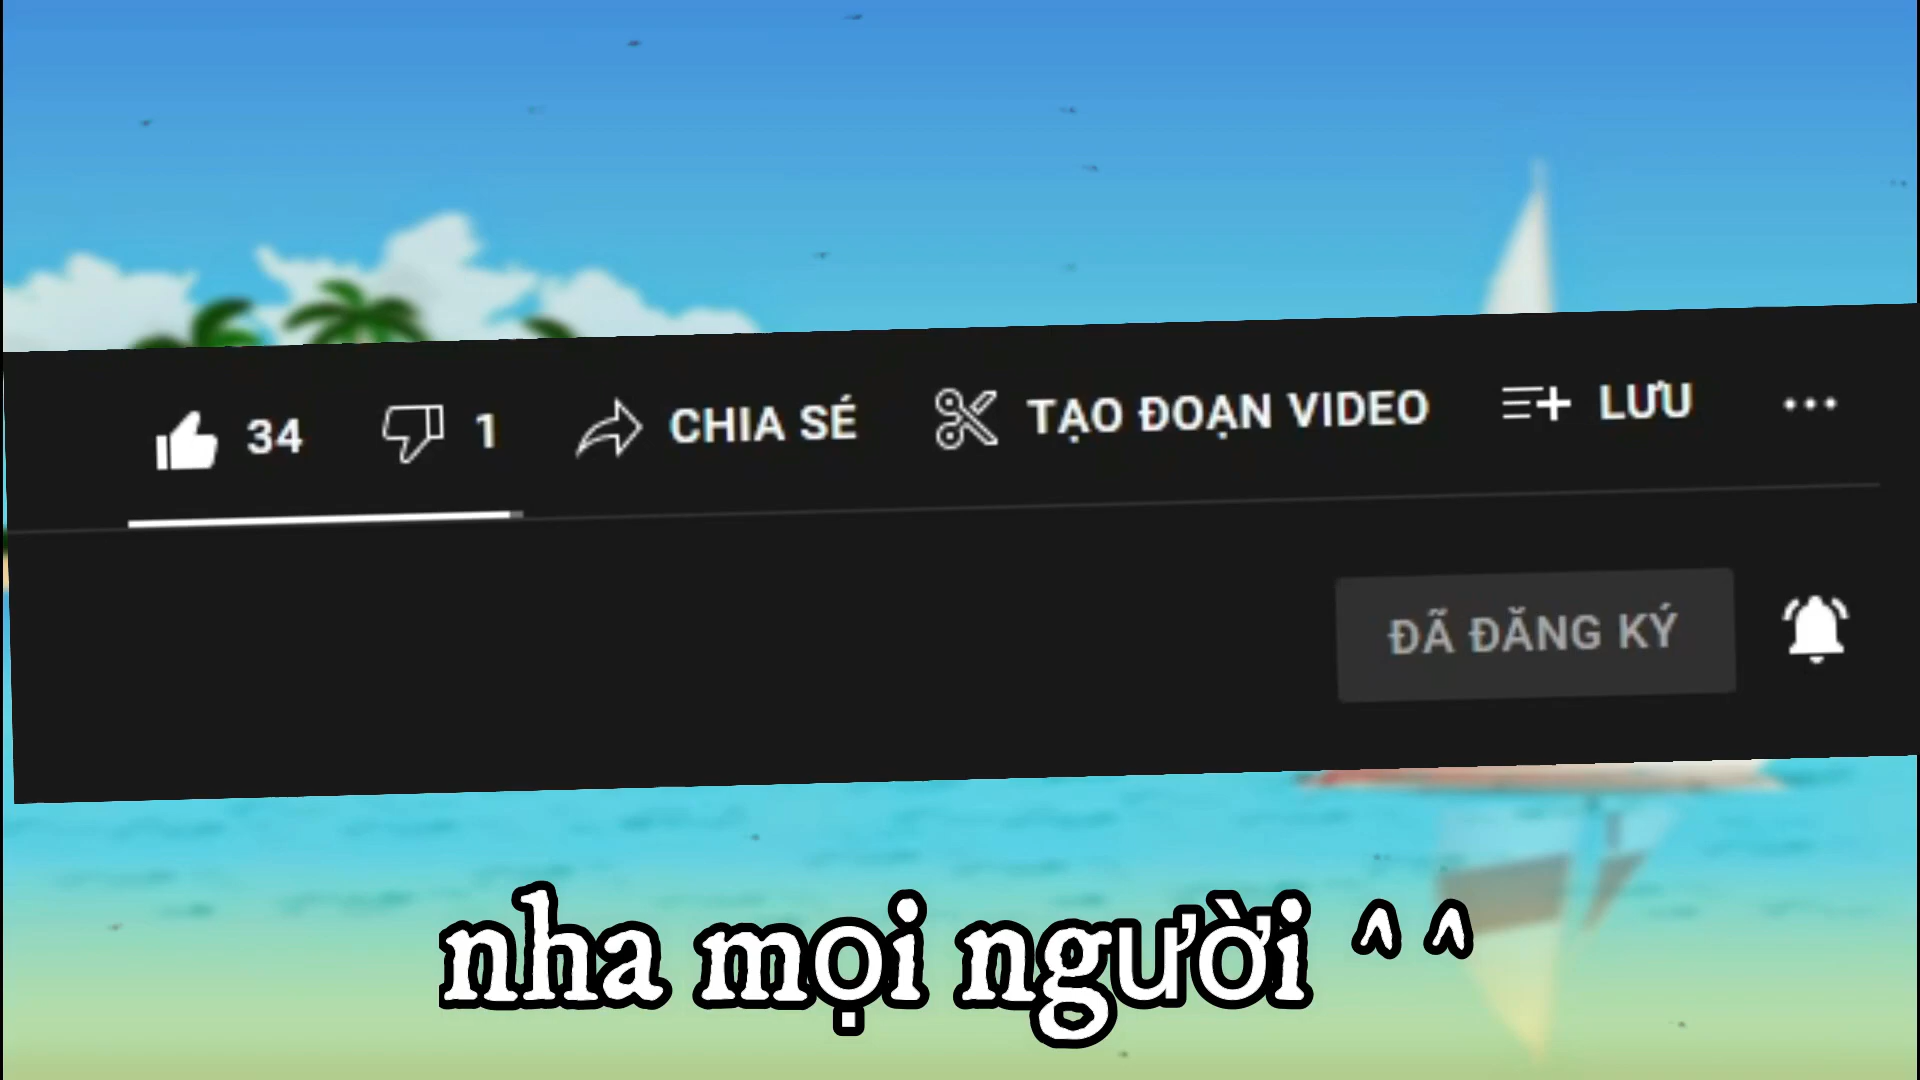 34 1 CHIA SẺ TẠO ĐOẠN VIDEO LƯU
ĐÃ ĐĂNG KÝ
nha mọi người ^^